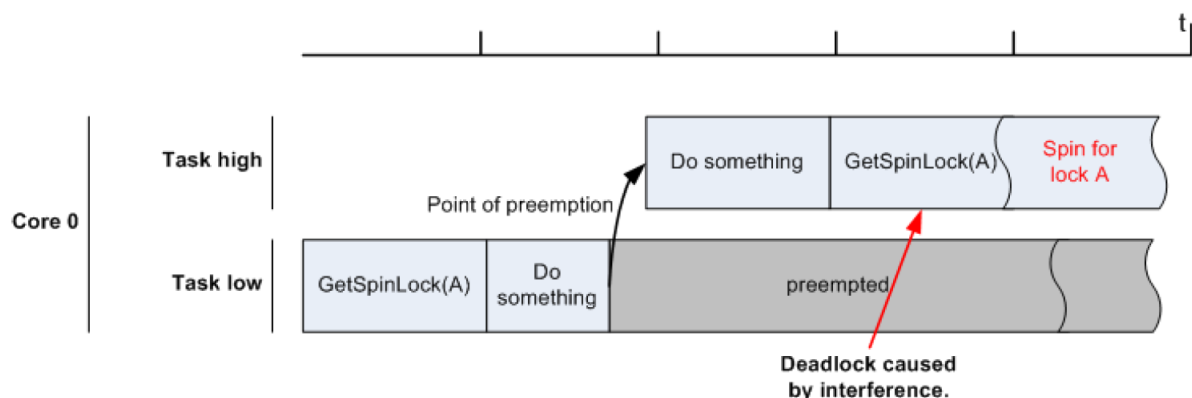 t
Task high
Do something
GetSpinLock(A)
Spin for
lock A
Point of preemption
Core 0
Task low
GetSpinLock(A)
Do
something
preempted
Deadlock caused
by interference.